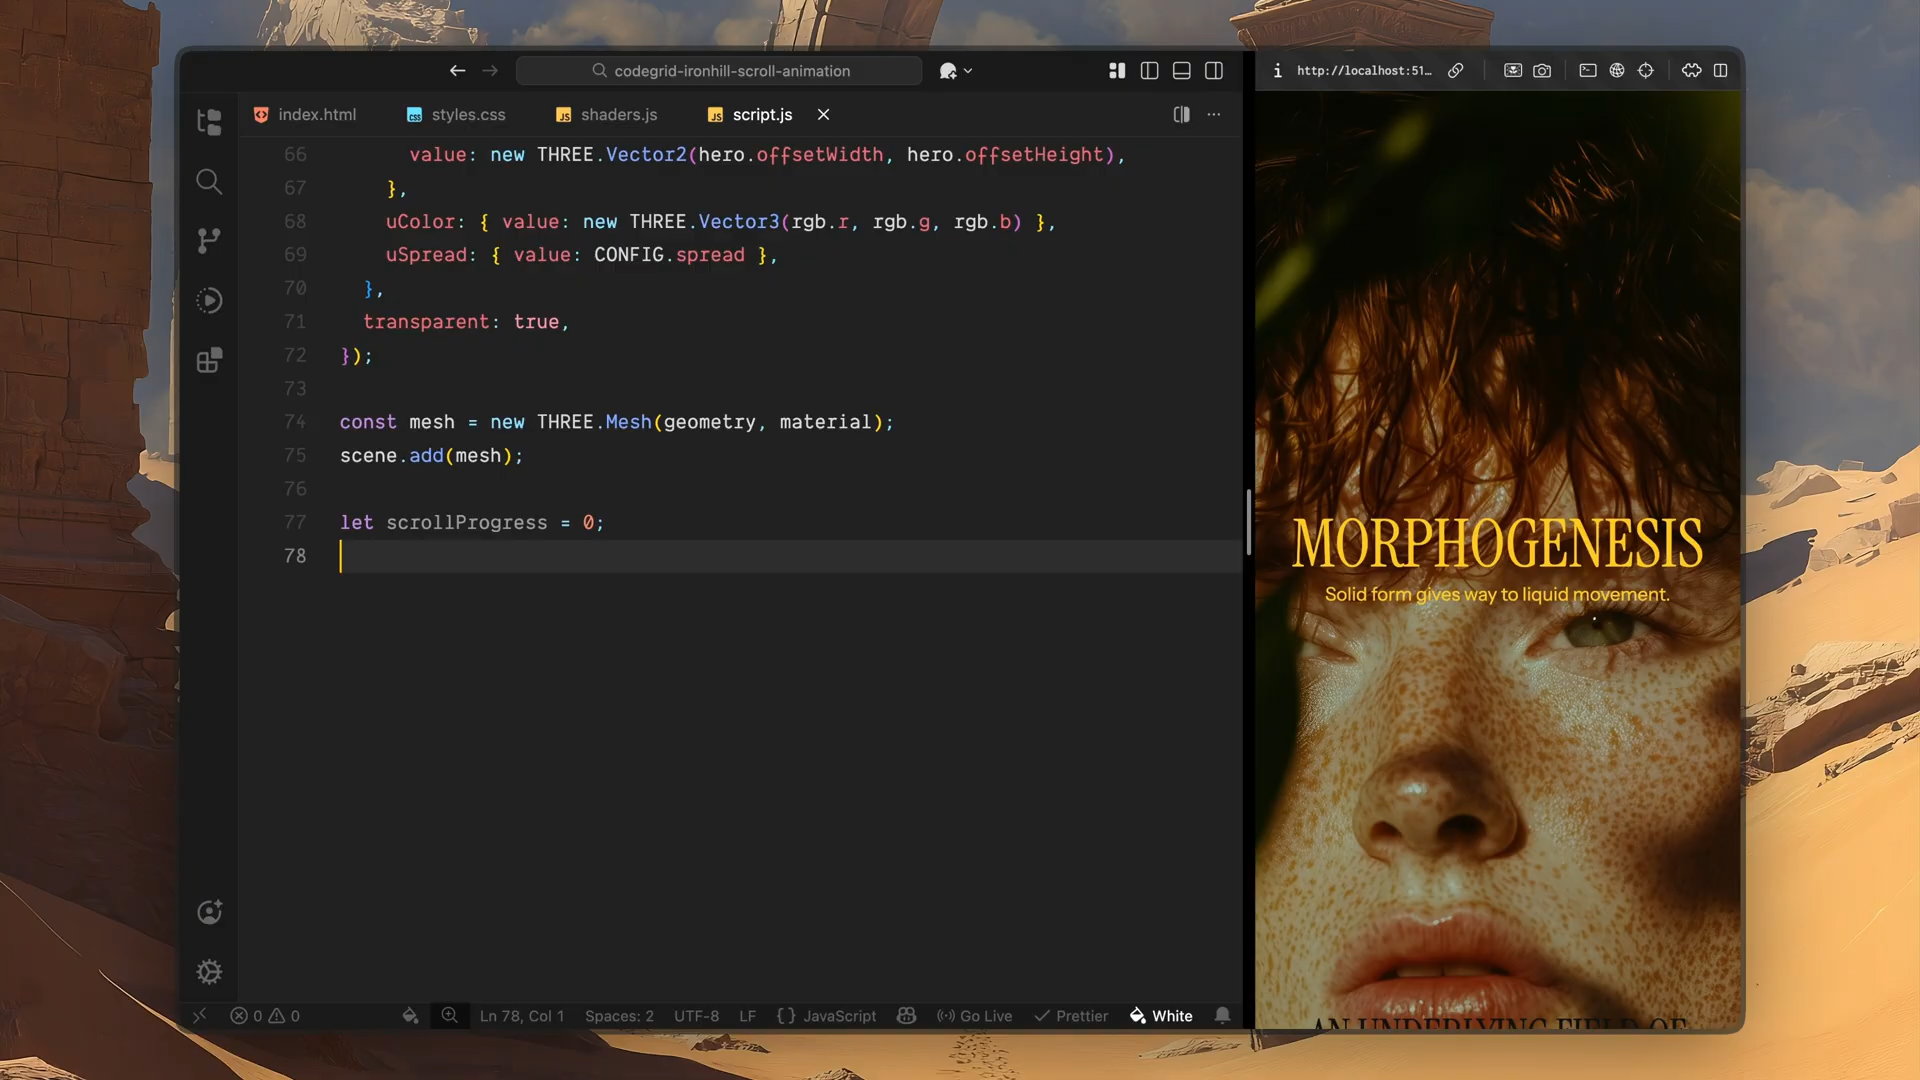 codegrid-ironhill-scroll-animation
http://localhost:51…
index.html
styles.css
shaders.js
script.js
66 value: new THREE.Vector2(hero.offsetWidth, hero.offsetHeight),
67 },
68 uColor: { value: new THREE.Vector3(rgb.r, rgb.g, rgb.b) },
69 uSpread: { value: CONFIG.spread },
70 },
71 transparent: true,
72 });
73
74 const mesh = new THREE.Mesh(geometry, material);
75 scene.add(mesh);
76
77 let scrollProgress = 0;
78
MORPHOGENESIS
Solid form gives way to liquid movement.
AN UNDERLYING FIELD OF
0 0 Ln 78, Col 1 Spaces: 2 UTF-8 LF {} JavaScript Go Live Prettier White